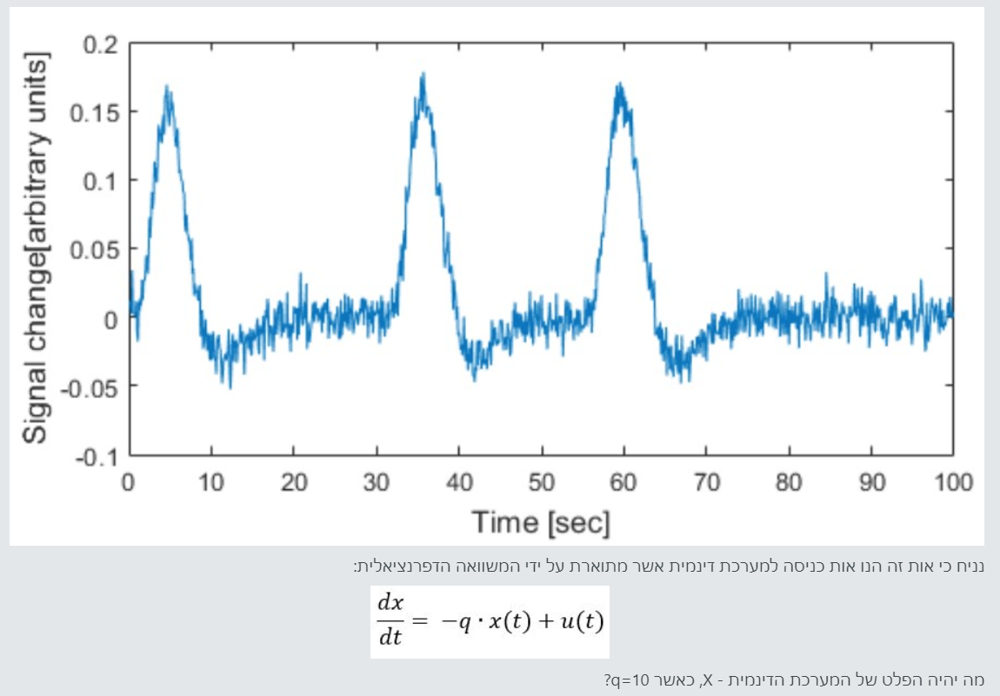 0.2
0.15
0.1
0.05
0
-0.05
-0.1
Signal change[arbitrary units]
0 10 20 30 40 50 60 70 80 90 100
Time [sec]
נניח כי אות זה הנו אות כניסה למערכת דינמית אשר מתוארת על ידי המשוואה הדפרנציאלית:
dx/dt = −q · x(t) + u(t)
מה יהיה הפלט של המערכת הדינמית - X, כאשר q=10?